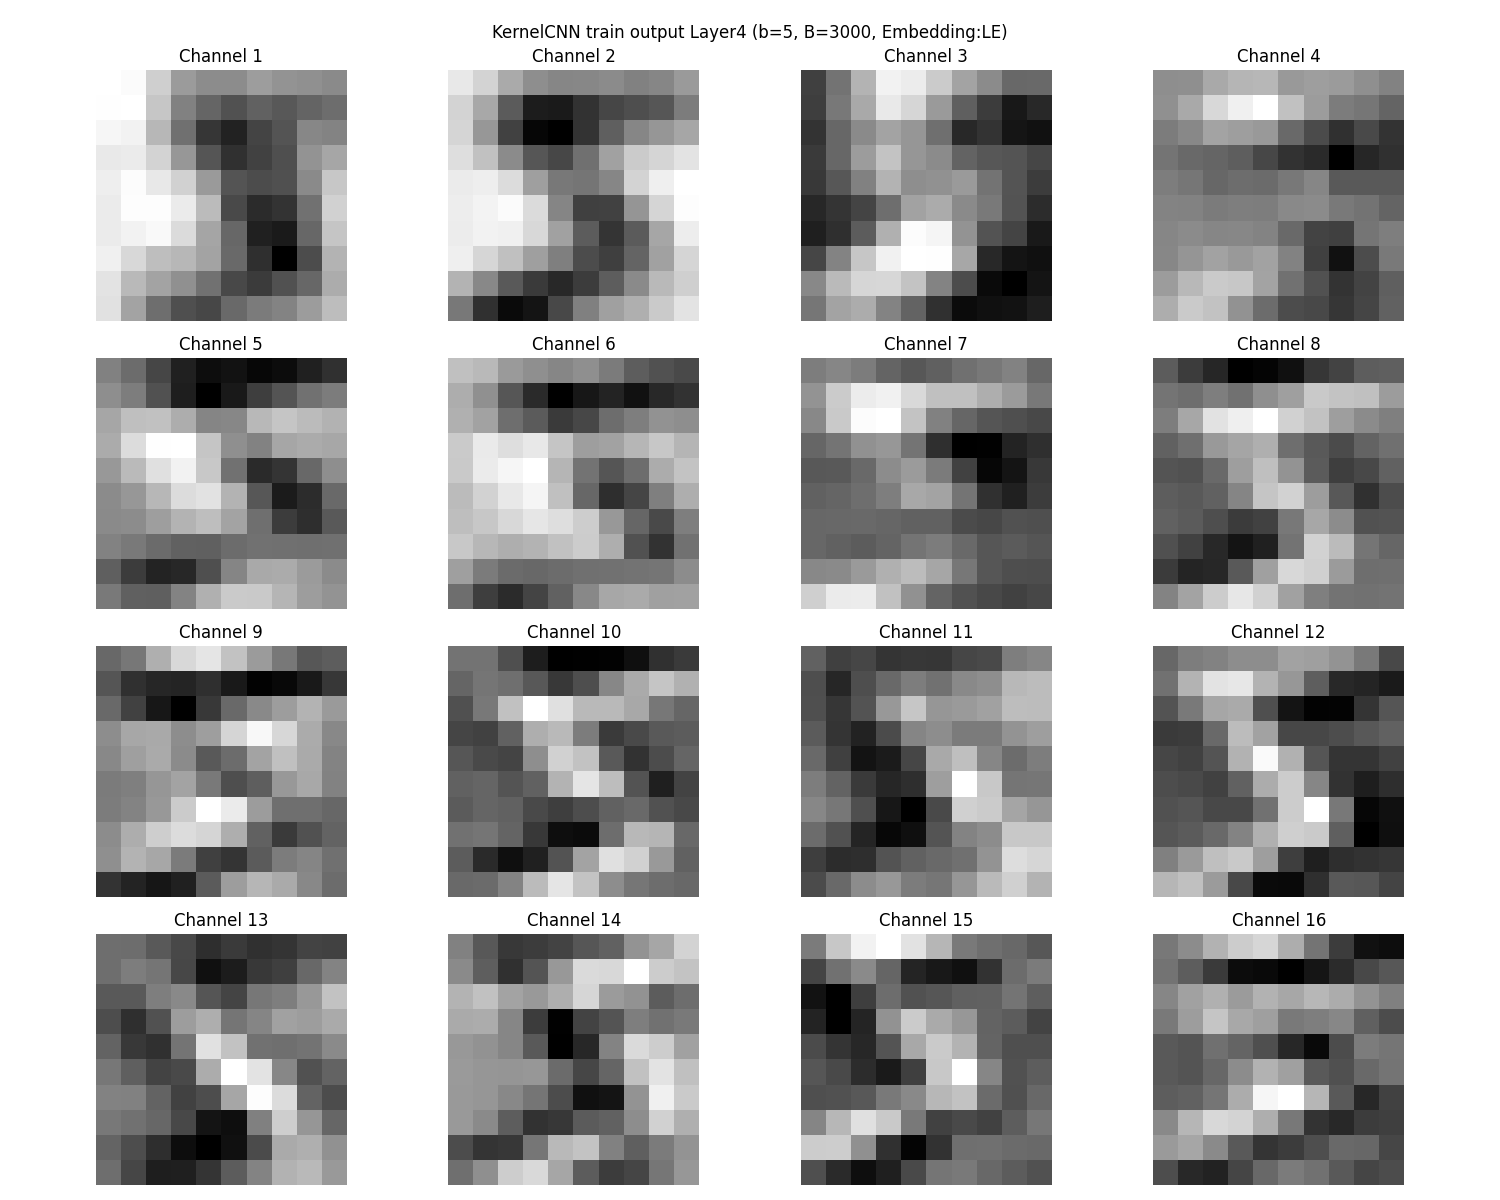 KernelCNN train output Layer4 (b=5, B=3000, Embedding:LE)
Channel 1 Channel 2 Channel 3 Channel 4
Channel 5 Channel 6 Channel 7 Channel 8
Channel 9 Channel 10 Channel 11 Channel 12
Channel 13 Channel 14 Channel 15 Channel 16